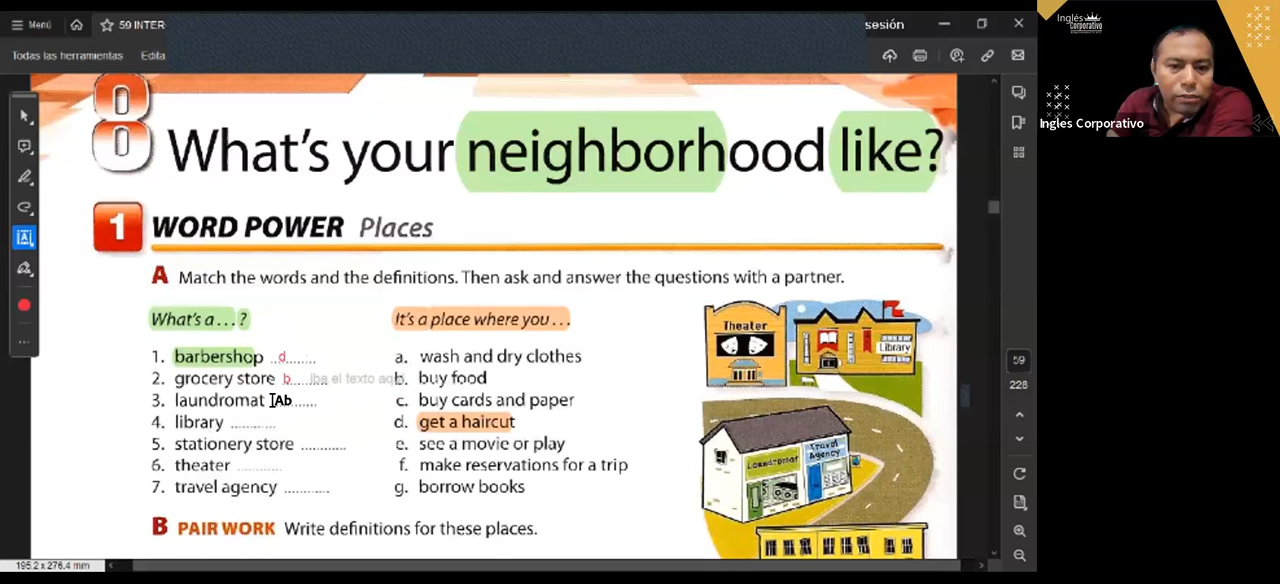 Menú 59 INTER sesión
Todas las herramientas Edita
8
What's your neighborhood like?
1 WORD POWER Places
A Match the words and the definitions. Then ask and answer the questions with a partner.
What's a . . . ? It's a place where you . . .
1. barbershop ..d........ a. wash and dry clothes
2. grocery store b b. buy food
3. laundromat Ab c. buy cards and paper
4. library ............ d. get a haircut
5. stationery store ............ e. see a movie or play
6. theater ............ f. make reservations for a trip
7. travel agency ............ g. borrow books
B PAIR WORK Write definitions for these places.
Theater
Library
Laundromat
Travel Agency
59
228
195.2 x 276.4 mm
Inglés Corporativo
Ingles Corporativo